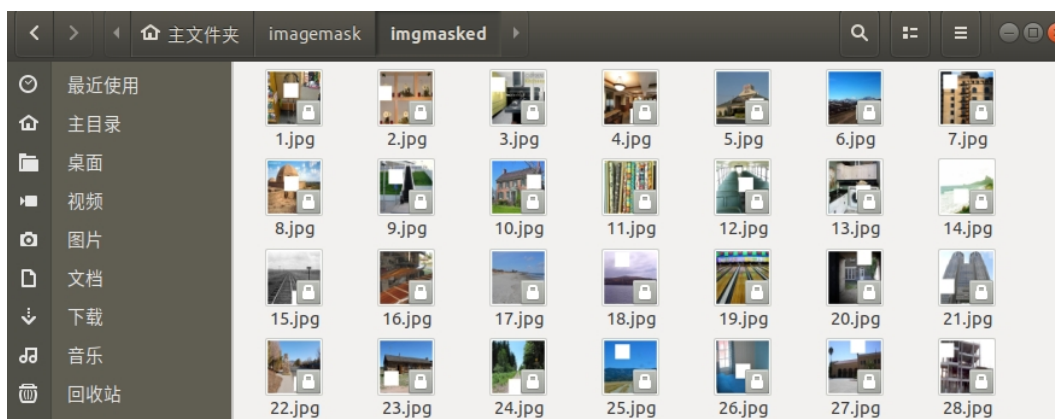 主文件夹 imagemask imgmasked
最近使用
主目录
桌面
视频
图片
文档
下载
音乐
回收站
1.jpg 2.jpg 3.jpg 4.jpg 5.jpg 6.jpg 7.jpg
8.jpg 9.jpg 10.jpg 11.jpg 12.jpg 13.jpg 14.jpg
15.jpg 16.jpg 17.jpg 18.jpg 19.jpg 20.jpg 21.jpg
22.jpg 23.jpg 24.jpg 25.jpg 26.jpg 27.jpg 28.jpg